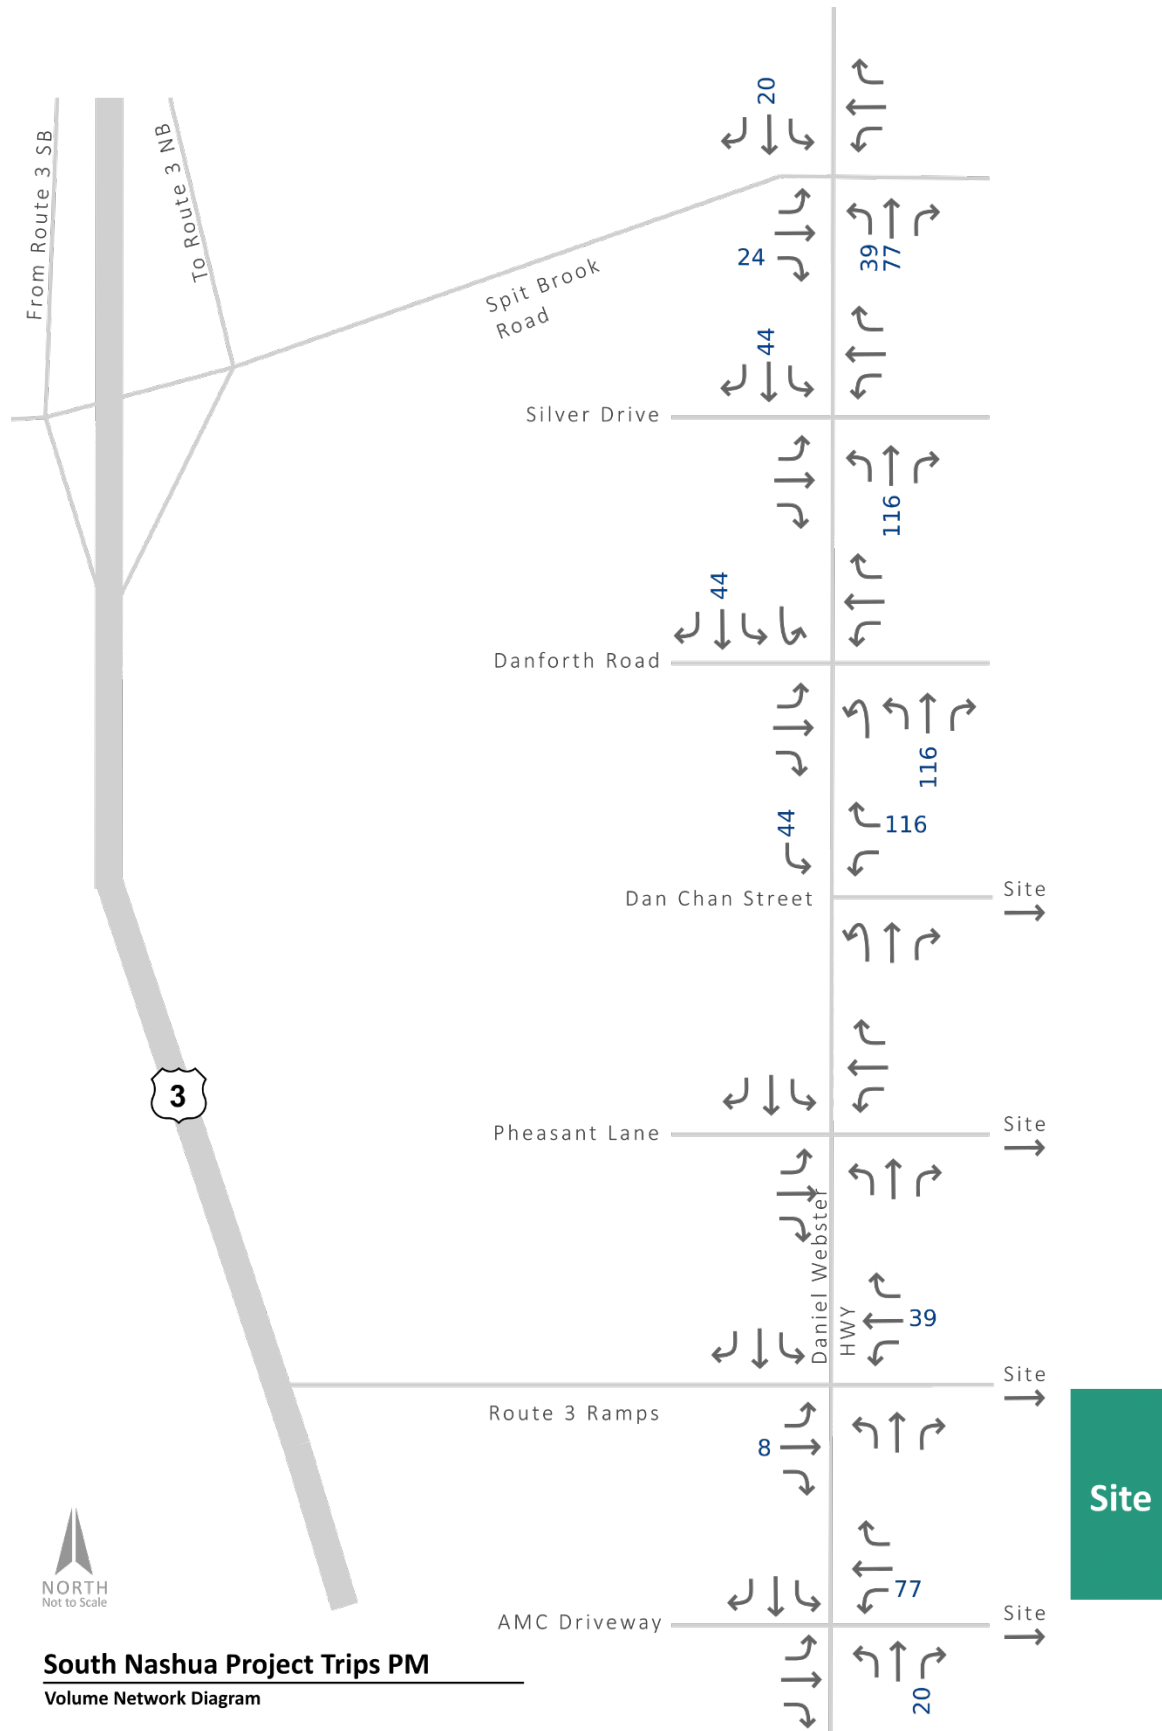 20
From Route 3 SB
To Route 3 NB
24
39
77
Spit Brook
Road
44
Silver Drive
116
44
Danforth Road
116
44
116
Dan Chan Street
Site
3
Pheasant Lane
Site
Daniel Webster
HWY
39
Site
Route 3 Ramps
8
Site
77
NORTH
Not to Scale
AMC Driveway
Site
20
South Nashua Project Trips PM
Volume Network Diagram